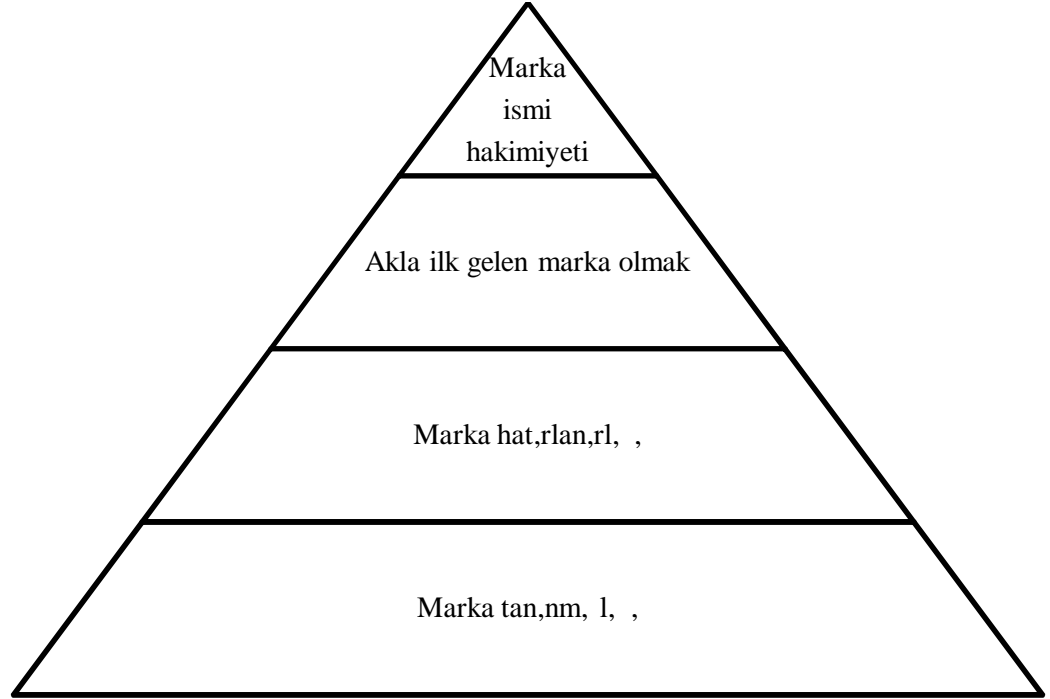 Marka
ismi
hakimiyeti
Akla ilk gelen marka olmak
Marka hat,rlan,rl, ,
Marka tan,nm, l, ,